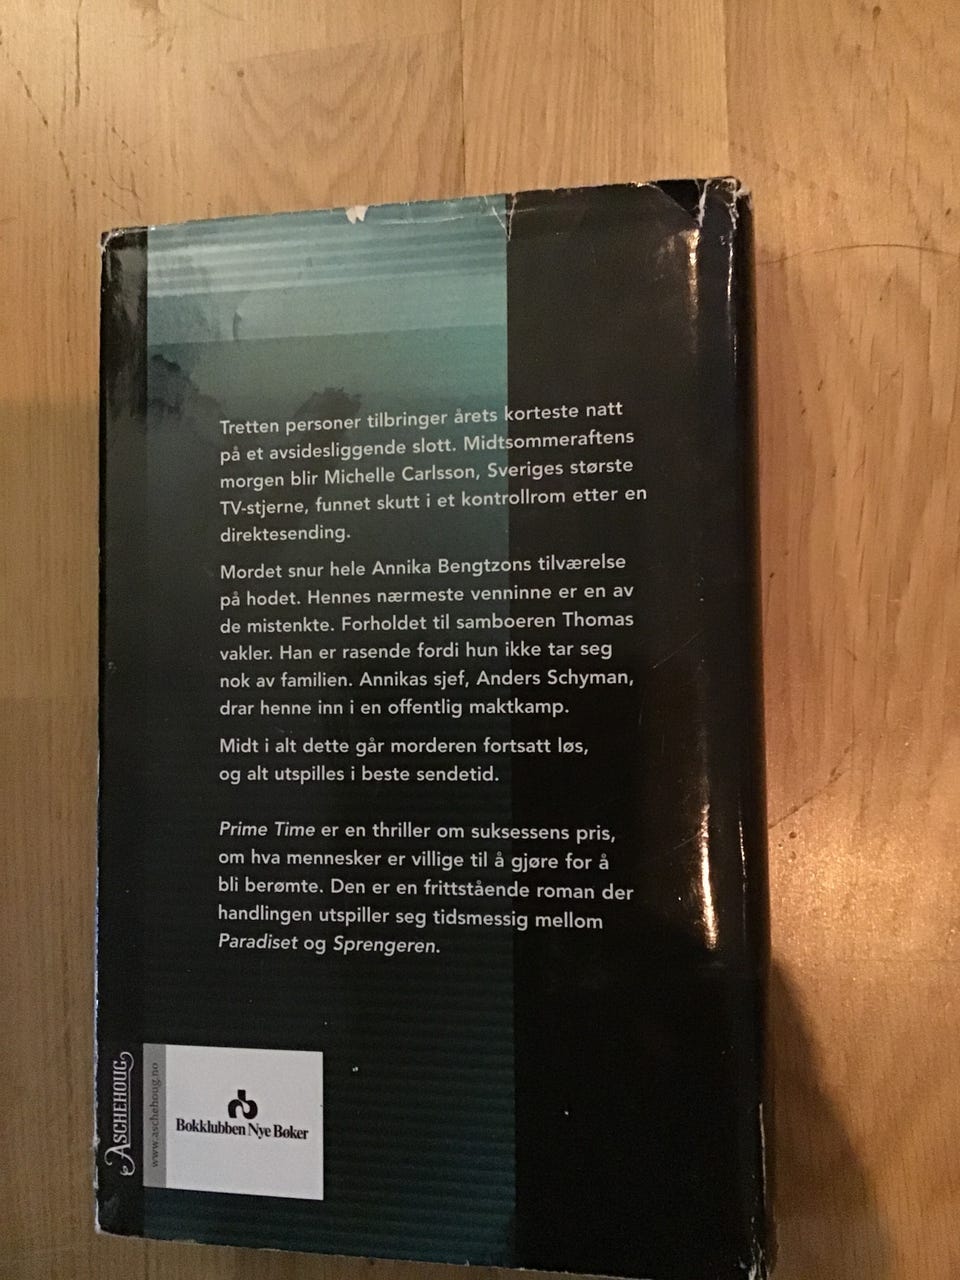 Tretten personer tilbringer årets korteste natt
på et avsidesliggende slott. Midtsommeraftens
morgen blir Michelle Carlsson, Sveriges største
TV-stjerne, funnet skutt i et kontrollrom etter en
direktesending.
Mordet snur hele Annika Bengtzons tilværelse
på hodet. Hennes nærmeste venninne er en av
de mistenkte. Forholdet til samboeren Thomas
vakler. Han er rasende fordi hun ikke tar seg
nok av familien. Annikas sjef, Anders Schyman,
drar henne inn i en offentlig maktkamp.
Midt i alt dette går morderen fortsatt løs,
og alt utspilles i beste sendetid.
Prime Time er en thriller om suksessens pris,
om hva mennesker er villige til å gjøre for å
bli berømte. Den er en frittstående roman der
handlingen utspiller seg tidsmessig mellom
Paradiset og Sprengeren.
ASCHEHOUG
www.aschehoug.no
Bokklubben Nye Bøker